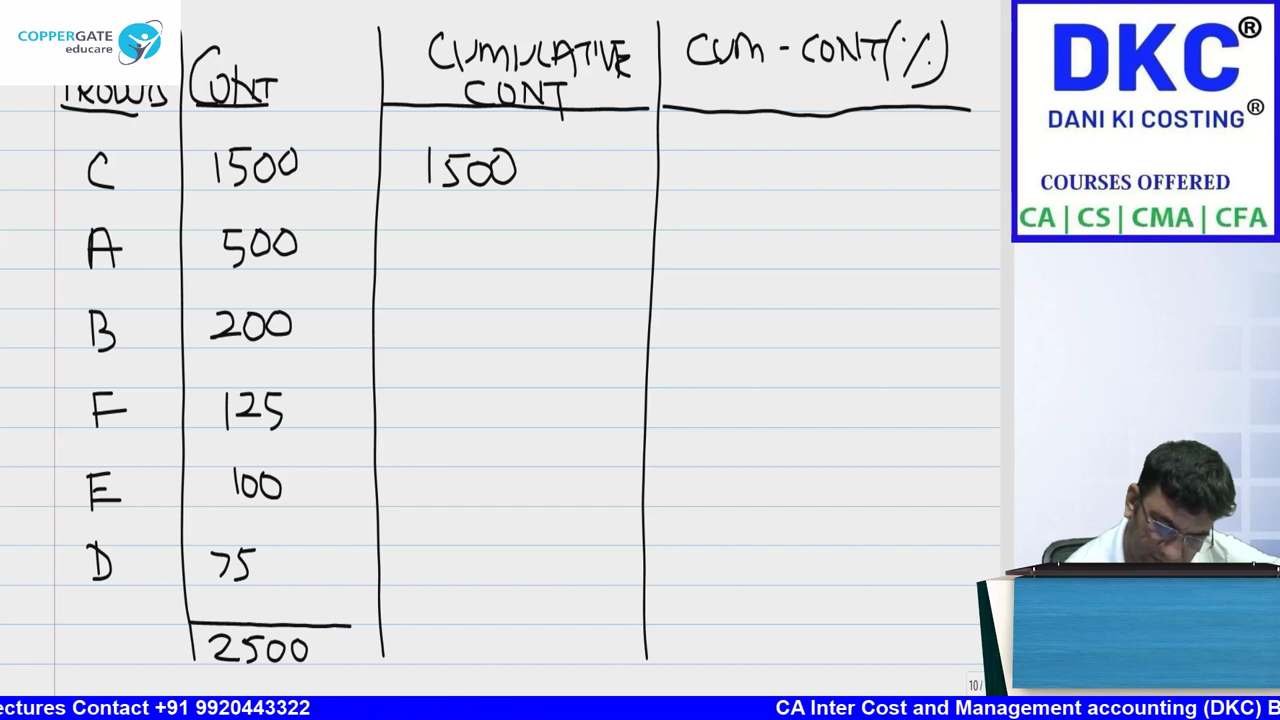 COPPERGATE
educare
CONT
CUMULATIVE
CONT
CUM - CONT (%)
C 1500 1500
A 500
B 200
F 125
E 100
D 75
2500
10/
DKC®
DANI KI COSTING®
COURSES OFFERED
CA | CS | CMA | CFA
ectures Contact +91 9920443322
CA Inter Cost and Management accounting (DKC) B